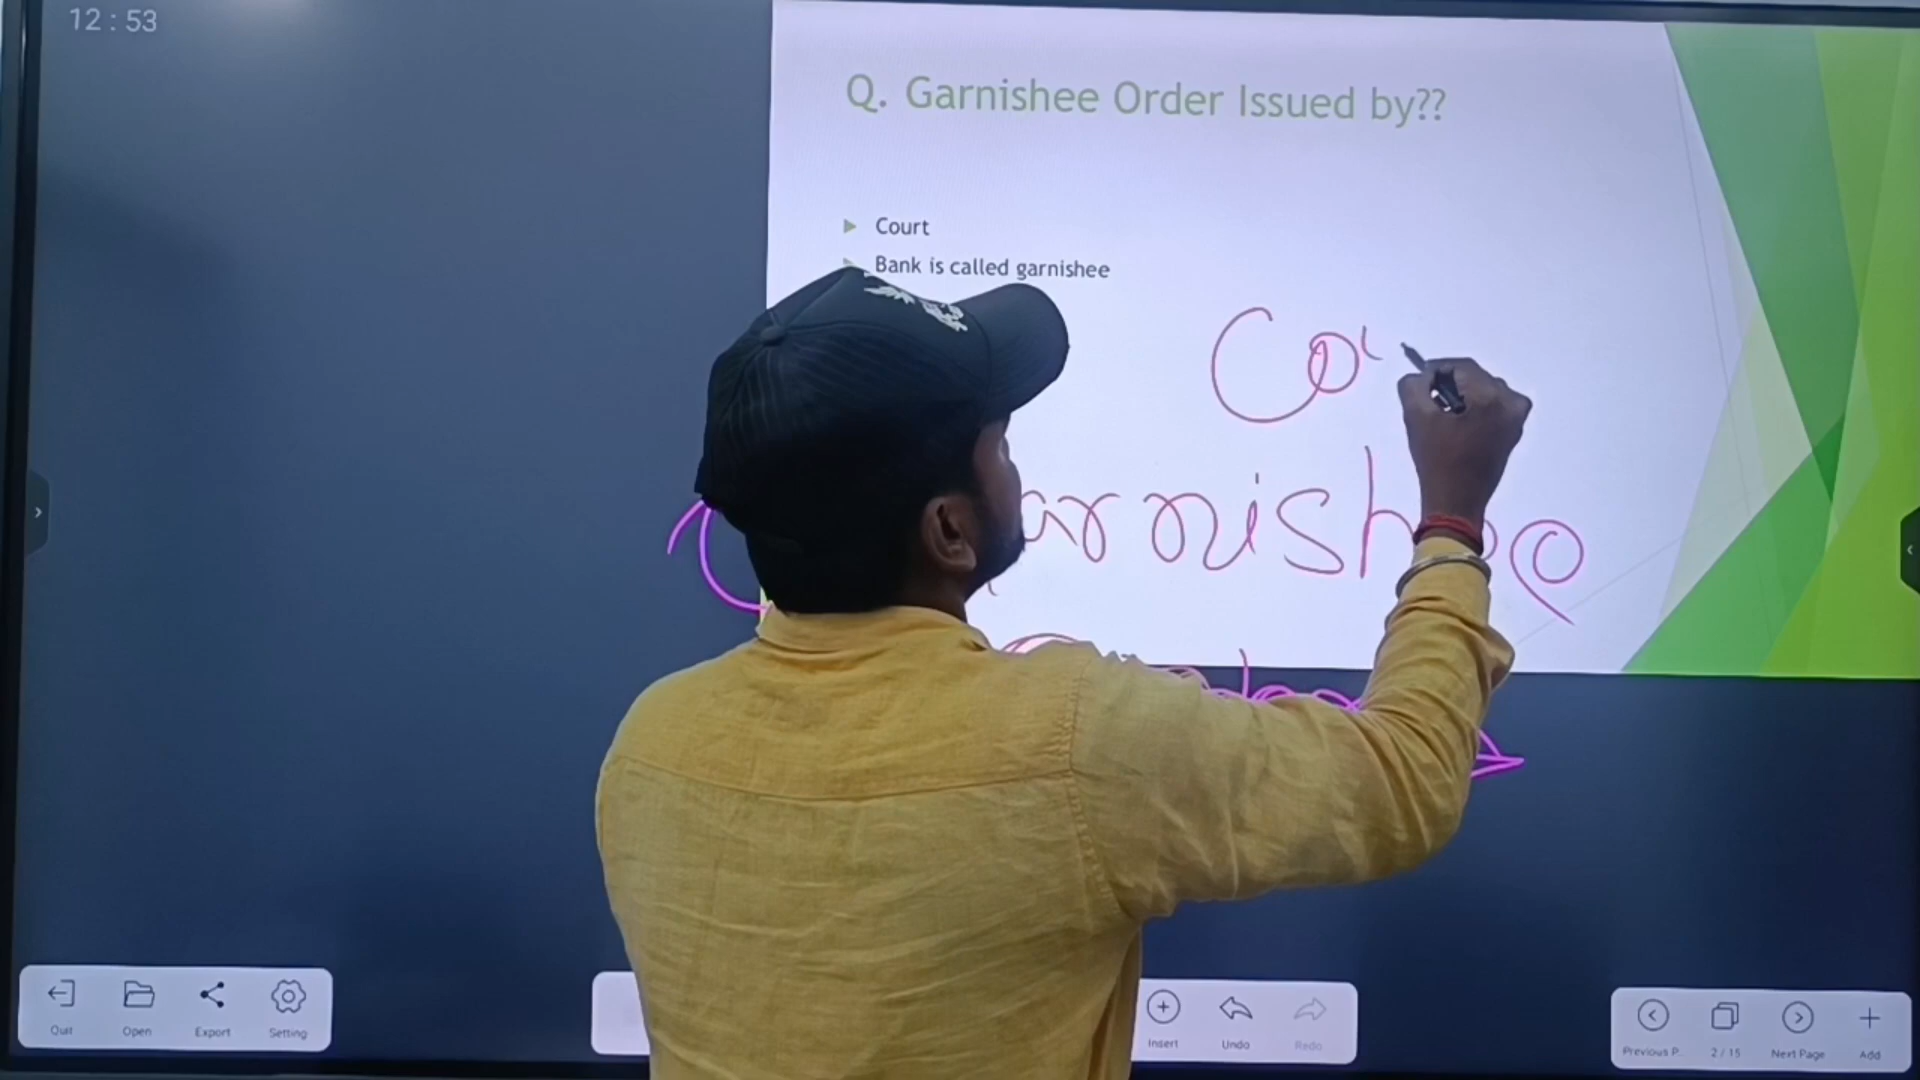 12:53
Q. Garnishee Order Issued by??
Court
Bank is called garnishee
Co
arnishee
Quit
Open
Export
Setting
Insert
Undo
Redo
Previous P...
2/15
Next Page
Add